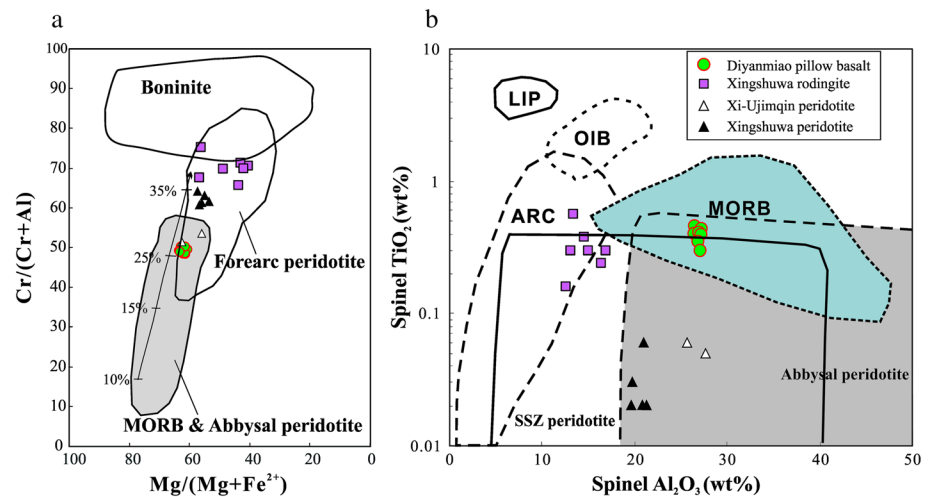 a
Cr/(Cr+Al)
100
90
80
70
60
50
40
30
20
10
0
Boninite
35%
25%
15%
10%
Forearc peridotite
MORB & Abbysal peridotite
100
80
60
40
20
0
Mg/(Mg+Fe²⁺)
b
Spinel TiO₂ (wt%)
10
1
0.1
0.01
LIP
OIB
ARC
MORB
Diyanmiao pillow basalt
Xingshuwa rodingite
Xi-Ujimqin peridotite
Xingshuwa peridotite
SSZ peridotite
Abbysal peridotite
0
10
20
30
40
50
Spinel Al₂O₃ (wt%)